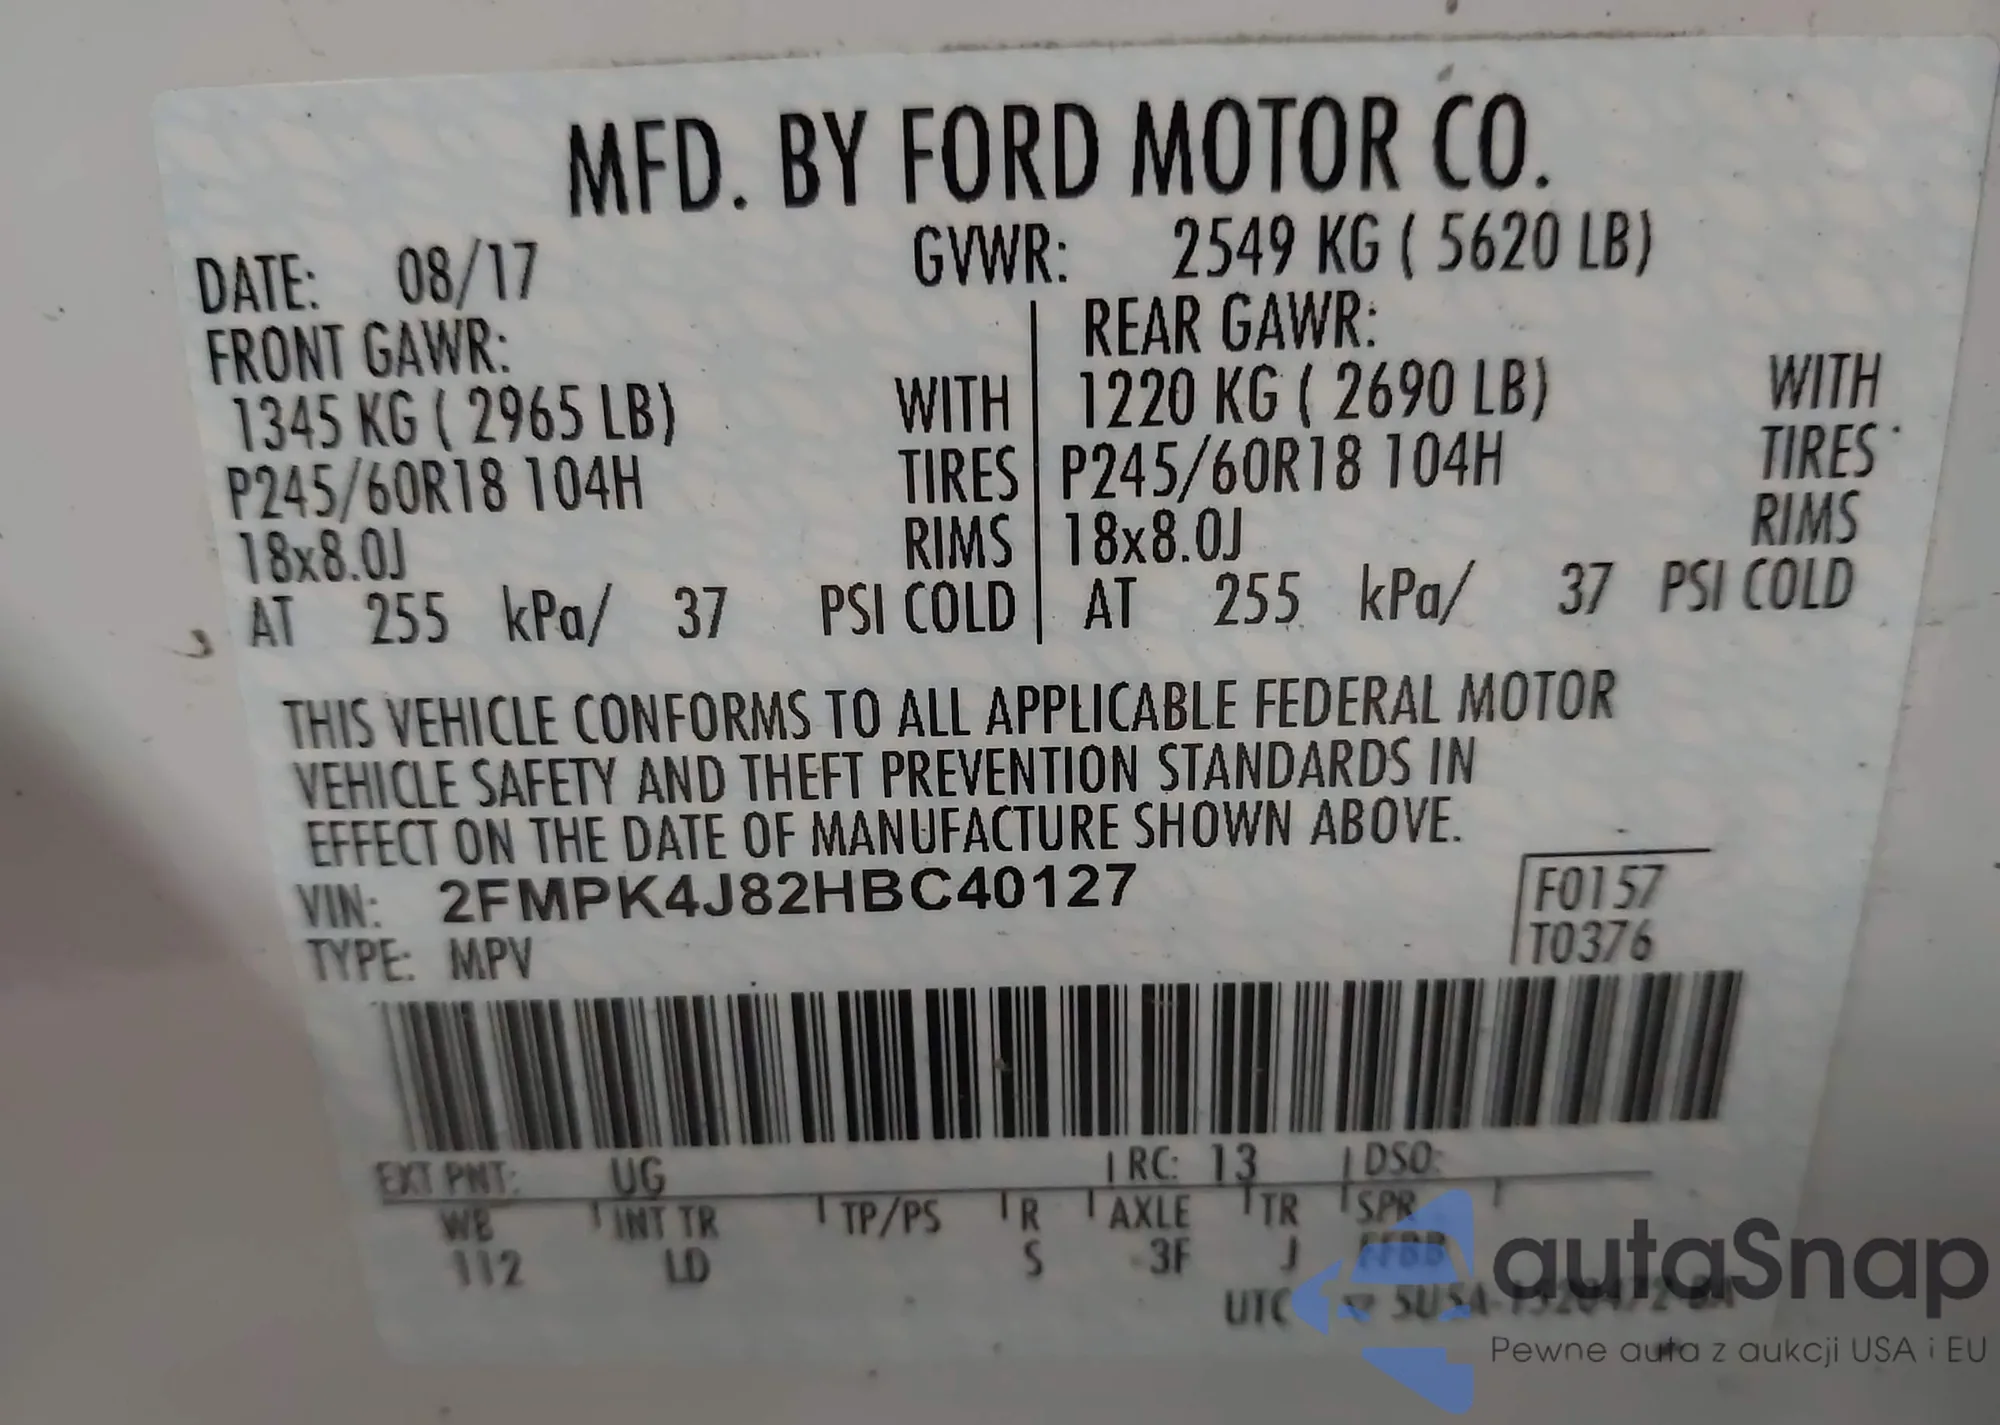 MFD. BY FORD MOTOR CO.
DATE: 08/17 GVWR: 2549 KG ( 5620 LB)
FRONT GAWR: REAR GAWR:
1345 KG ( 2965 LB) WITH 1220 KG ( 2690 LB) WITH
P245/60R18 104H TIRES P245/60R18 104H TIRES
18x8.0J RIMS 18x8.0J RIMS
AT 255 kPa/ 37 PSI COLD AT 255 kPa/ 37 PSI COLD
THIS VEHICLE CONFORMS TO ALL APPLICABLE FEDERAL MOTOR
VEHICLE SAFETY AND THEFT PREVENTION STANDARDS IN
EFFECT ON THE DATE OF MANUFACTURE SHOWN ABOVE.
VIN: 2FMPK4J82HBC40127 F0157
TYPE: MPV T0376
EXT PNT: UG RC: 13 DSO:
WB INT TR TP/PS R AXLE TR SPR
112 LD S 3F J FFBB
UTC
autaSnap
Pewne auta z aukcji USA i EU